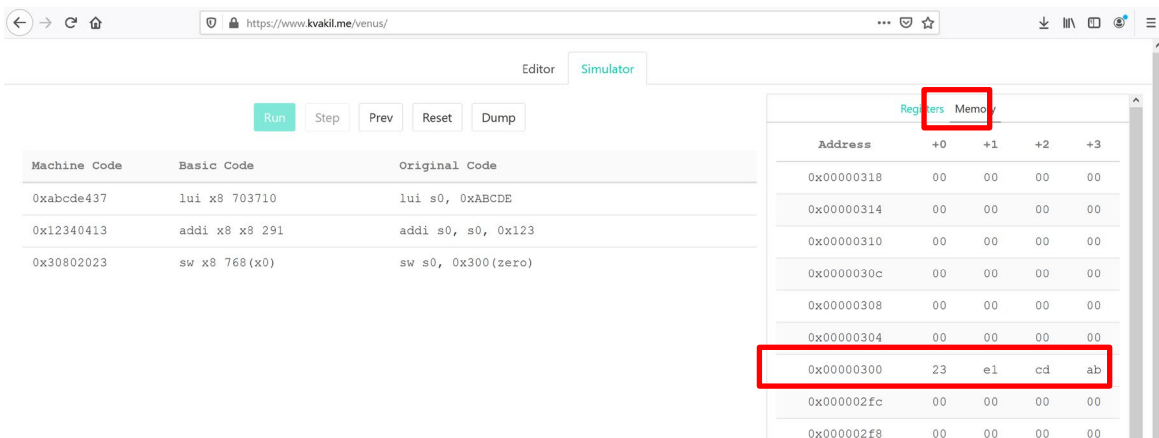 https://www.kvakil.me/venus/
Editor Simulator
Run Step Prev Reset Dump
Registers Memory
Machine Code Basic Code Original Code
0xabcde437 lui x8 703710 lui s0, 0xABCDE
0x12340413 addi x8 x8 291 addi s0, s0, 0x123
0x30802023 sw x8 768(x0) sw s0, 0x300(zero)
Address +0 +1 +2 +3
0x00000318 00 00 00 00
0x00000314 00 00 00 00
0x00000310 00 00 00 00
0x0000030c 00 00 00 00
0x00000308 00 00 00 00
0x00000304 00 00 00 00
0x00000300 23 e1 cd ab
0x000002fc 00 00 00 00
0x000002f8 00 00 00 00